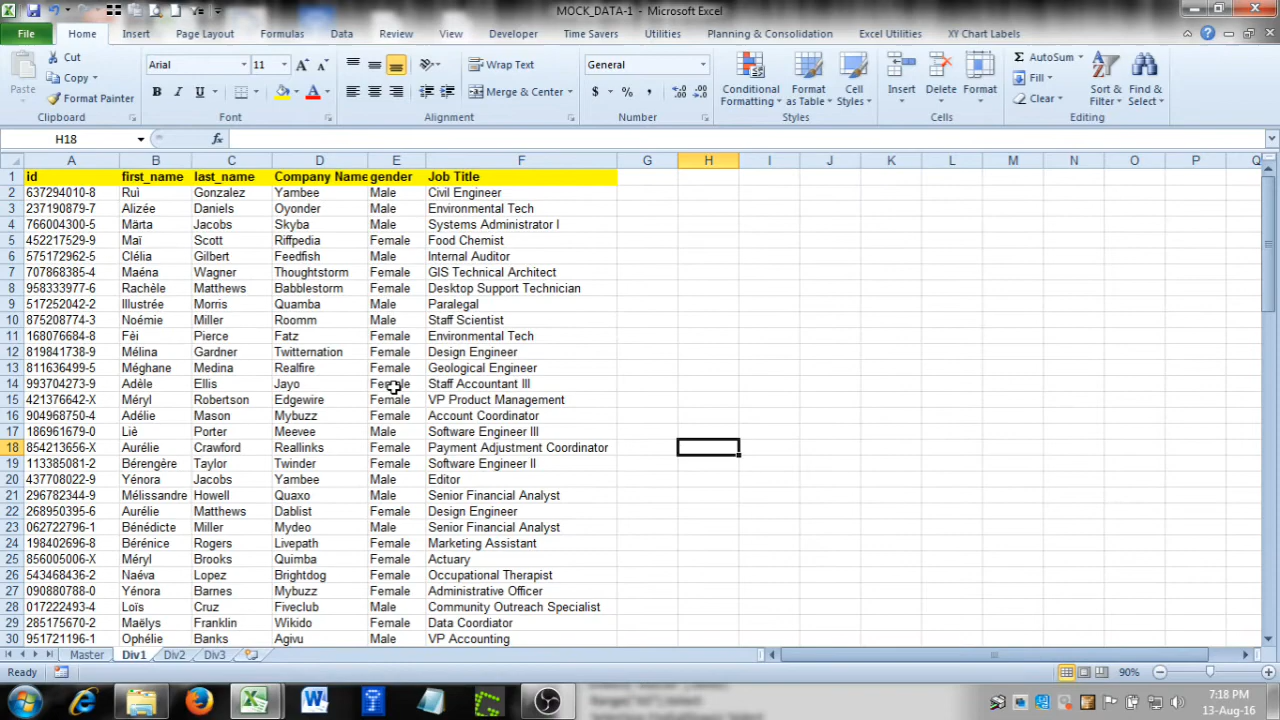 MOCK_DATA-1 - Microsoft Excel
File Home Insert Page Layout Formulas Data Review View Developer Time Savers Utilities Planning & Consolidation Excel Utilities XY Chart Labels
Cut Arial 11 Wrap Text General AutoSum
Paste Copy Conditional Formatting Format as Table Cell Styles Insert Delete Format Fill Sort & Filter Find & Select
Format Painter B I U A Merge & Center $ % , Clear
Clipboard Font Alignment Number Styles Cells Editing
H18 fx
A B C D E F G H I J K L M N O P Q
1 id first_name last_name Company Name gender Job Title
2 637294010-8 Ruì Gonzalez Yambee Male Civil Engineer
3 237190879-7 Alizée Daniels Oyonder Male Environmental Tech
4 766004300-5 Märta Jacobs Skyba Male Systems Administrator I
5 452217529-9 Maï Scott Riffpedia Female Food Chemist
6 575172962-5 Clélia Gilbert Feedfish Male Internal Auditor
7 707868385-4 Maéna Wagner Thoughtstorm Female GIS Technical Architect
8 958333977-6 Rachèle Matthews Babblestorm Female Desktop Support Technician
9 517252042-2 Illustrée Morris Quamba Male Paralegal
10 875208774-3 Noémie Miller Roomm Male Staff Scientist
11 168076684-8 Fèi Pierce Fatz Female Environmental Tech
12 819841738-9 Mélina Gardner Twitternation Female Design Engineer
13 811636499-5 Méghane Medina Realfire Female Geological Engineer
14 993704273-9 Adèle Ellis Jayo Female Staff Accountant III
15 421376642-X Méryl Robertson Edgewire Female VP Product Management
16 904968750-4 Adélie Mason Mybuzz Female Account Coordinator
17 186961679-0 Liè Porter Meevee Male Software Engineer III
18 854213656-X Aurélie Crawford Reallinks Female Payment Adjustment Coordinator
19 113385081-2 Bérengère Taylor Twinder Female Software Engineer II
20 437708022-9 Yénora Jacobs Yambee Male Editor
21 296782344-9 Mélissandre Howell Quaxo Male Senior Financial Analyst
22 268950395-6 Aurélie Matthews Dablist Female Design Engineer
23 062722796-1 Bénédicte Miller Mydeo Male Senior Financial Analyst
24 198402696-8 Bérénice Rogers Livepath Female Marketing Assistant
25 856005006-X Méryl Brooks Quimba Female Actuary
26 543468436-2 Naéva Lopez Brightdog Female Occupational Therapist
27 090880788-0 Yénora Barnes Mybuzz Female Administrative Officer
28 017222493-4 Loïs Cruz Fiveclub Male Community Outreach Specialist
29 285175670-2 Maëlys Franklin Wikido Female Data Coordiator
30 951721196-1 Ophélie Banks Agivu Male VP Accounting
Master Div1 Div2 Div3
Ready 90%
7:18 PM
13-Aug-16